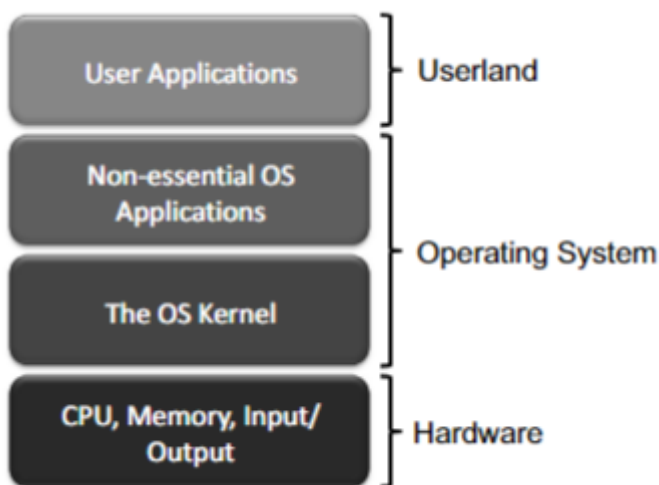 User Applications
Userland
Non-essential OS
Applications
Operating System
The OS Kernel
CPU, Memory, Input/
Output
Hardware